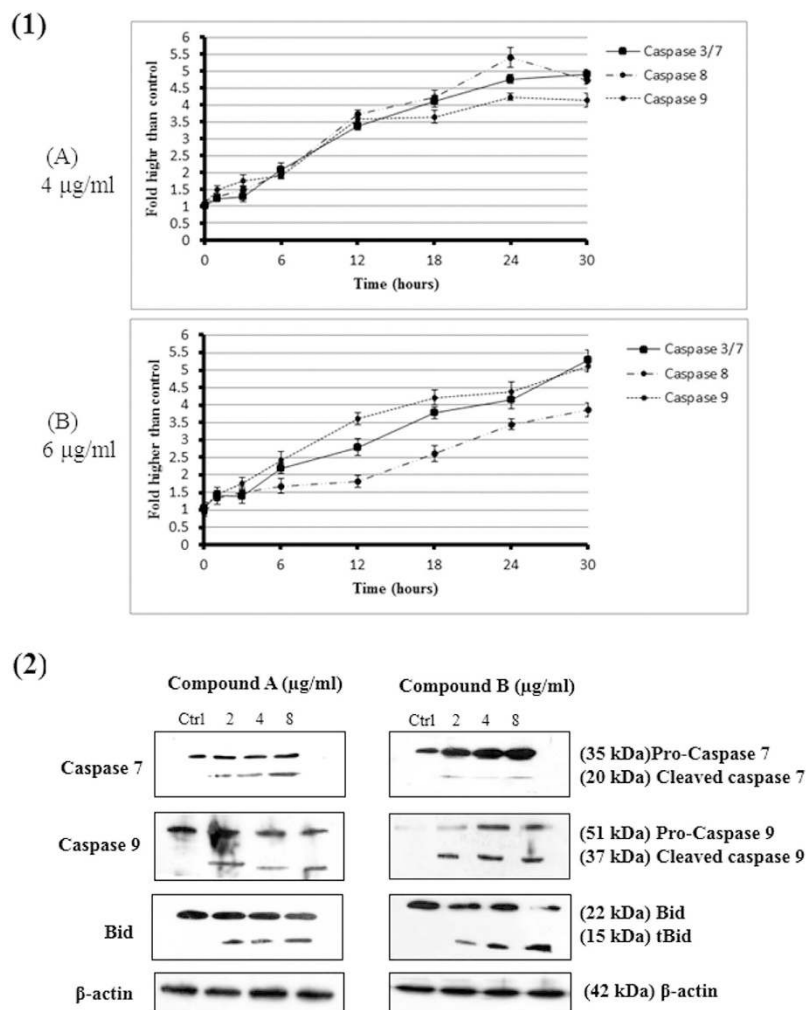 (1)
(A)
4 µg/ml
Fold highr than control
6
5.5
5
4.5
4
3.5
3
2.5
2
1.5
1
0.5
0
0 6 12 18 24 30
Time (hours)
Caspase 3/7
Caspase 8
Caspase 9
(B)
6 µg/ml
Fold higher than control
5.5
5
4.5
4
3.5
3
2.5
2
1.5
1
0.5
0
0 6 12 18 24 30
Time (hours)
Caspase 3/7
Caspase 8
Caspase 9
(2)
Compound A (µg/ml) Compound B (µg/ml)
Ctrl 2 4 8 Ctrl 2 4 8
Caspase 7
(35 kDa)Pro-Caspase 7
(20 kDa) Cleaved caspase 7
Caspase 9
(51 kDa) Pro-Caspase 9
(37 kDa) Cleaved caspase 9
Bid
(22 kDa) Bid
(15 kDa) tBid
β-actin
(42 kDa) β-actin